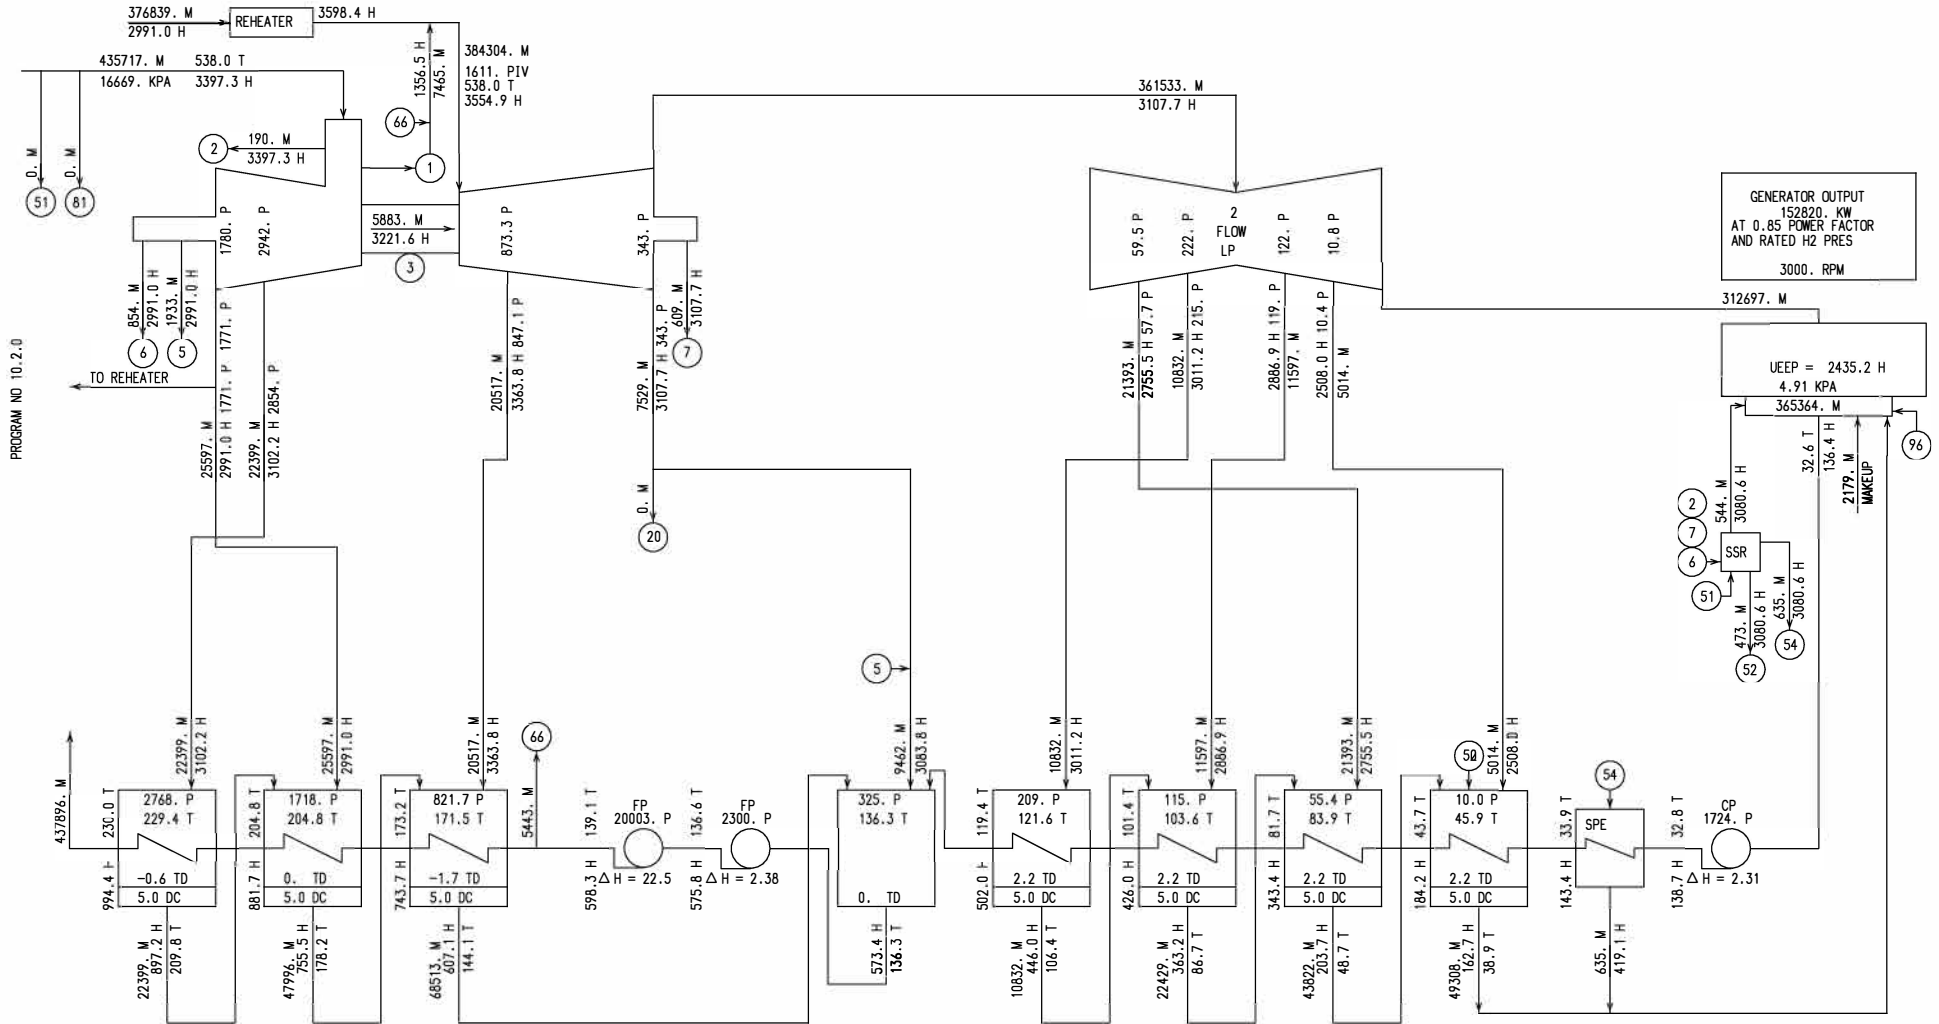 376839. M
2991.0 H
REHEATER
3598.4 H
435717. M 538.0 T
16669. KPA 3397.3 H
1356.5 H
7465. M
384304. M
1611. PIV
538.0 T
3554.9 H
361533. M
3107.7 H
66
2
190. M
3397.3 H
1
0. M
0. M
51
81
5883. M
3221.6 H
3
1780. P
2942. P
873.3 P
343. P
59.5 P
222. P
2
FLOW
LP
122. P
10.8 P
GENERATOR OUTPUT
152820. KW
AT 0.85 POWER FACTOR
AND RATED H2 PRES
3000. RPM
312697. M
854. M
2991.0 H
1933. M
2991.0 H
1771. P
6
5
609. M
3107.7 H
7
TO REHEATER
PROGRAM NO 10.2.0
25597. M
2991.0 H 1771. P
22399. M
3102.2 H 2854. P
20517. M
3363.8 H 847.1 P
7529. M
3107.7 H 343. P
21393. M
2755.5 H 57.7 P
10832. M
3011.2 H 215. P
2886.9 H 119. P
11597. M
2508.0 H 10.4 P
5014. M
UEEP = 2435.2 H
4.91 KPA
365364. M
96
32.6 T
136.4 H
2179. M
MAKEUP
544. M
3080.6 H
2
7
6
SSR
51
473. M
3080.6 H
635. M
3080.6 H
54
52
0. M
20
5
22399. M
3102.2 H
25597. M
2991.0 H
20517. M
3363.8 H
66
9462. M
3083.8 H
10832. M
3011.2 H
11597. M
2886.9 H
21393. M
2755.5 H
50
5014. M
2508.0 H
54
437896. M
230.0 T
994.4 H
2768. P
229.4 T
-0.6 TD
5.0 DC
204.8 T
881.7 H
1718. P
204.8 T
0. TD
5.0 DC
173.2 T
743.7 H
821.7 P
171.5 T
-1.7 TD
5.0 DC
5443. M
139.1 T
598.3 H
FP
20003. P
Δ H = 22.5
136.6 T
575.8 H
FP
2300. P
Δ H = 2.38
325. P
136.3 T
0. TD
119.4 T
502.0 H
209. P
121.6 T
2.2 TD
5.0 DC
101.4 T
426.0 H
115. P
103.6 T
2.2 TD
5.0 DC
81.7 T
343.4 H
55.4 P
83.9 T
2.2 TD
5.0 DC
43.7 T
184.2 H
10.0 P
45.9 T
2.2 TD
5.0 DC
33.9 T
143.4 H
SPE
32.8 T
138.7 H
CP
1724. P
Δ H = 2.31
22399. M
897.2 H
209.8 T
47996. M
755.5 H
178.2 T
68513. M
607.1 H
144.1 T
573.4 H
136.3 T
10832. M
446.0 H
106.4 T
22429. M
363.2 H
86.7 T
43822. M
203.7 H
48.7 T
49308. M
162.7 H
38.9 T
635. M
419.1 H